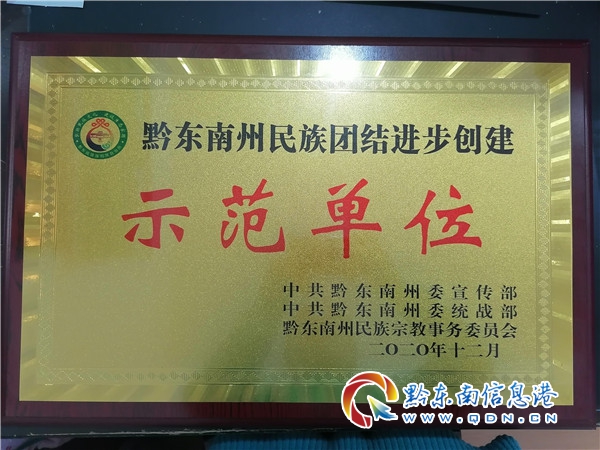 黔东南州民族团结进步创建
示范单位
中共黔东南州委宣传部
中共黔东南州委统战部
黔东南州民族宗教事务委员会
二〇二〇年十二月
黔东南信息港
WWW.QDN.CN